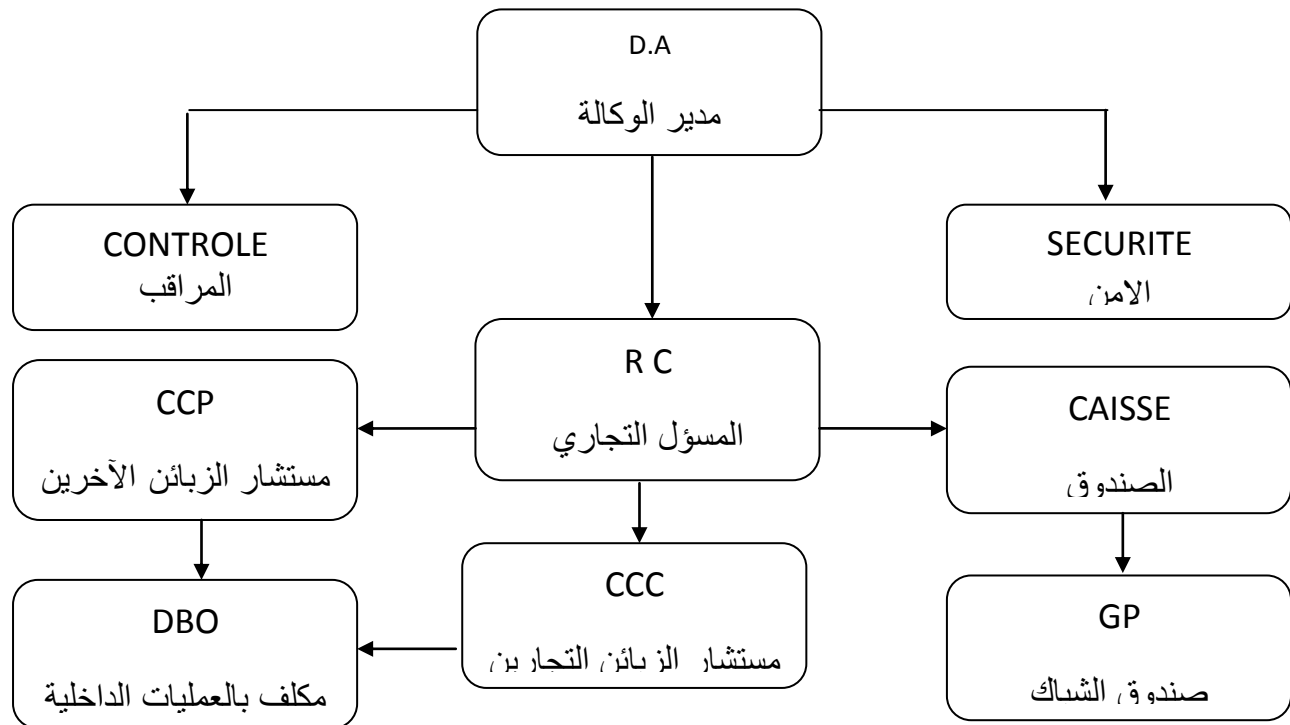 D.A
مدير الوكالة
CONTROLE
المراقب
SECURITE
الامن
R C
المسؤل التجاري
CCP
مستشار الزبائن الآخرين
CAISSE
الصندوق
CCC
مستشار الزبائن التجاريين
DBO
مكلف بالعمليات الداخلية
GP
صندوق الشباك